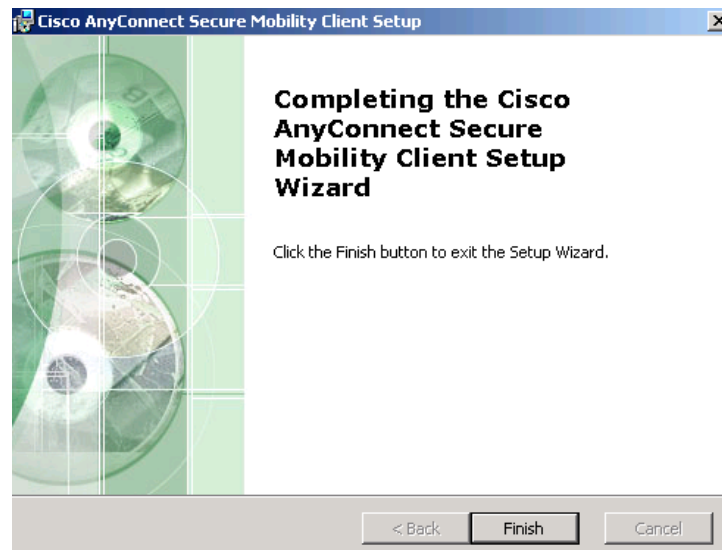 Cisco AnyConnect Secure Mobility Client Setup
Completing the Cisco
AnyConnect Secure
Mobility Client Setup
Wizard
Click the Finish button to exit the Setup Wizard.
< Back
Finish
Cancel